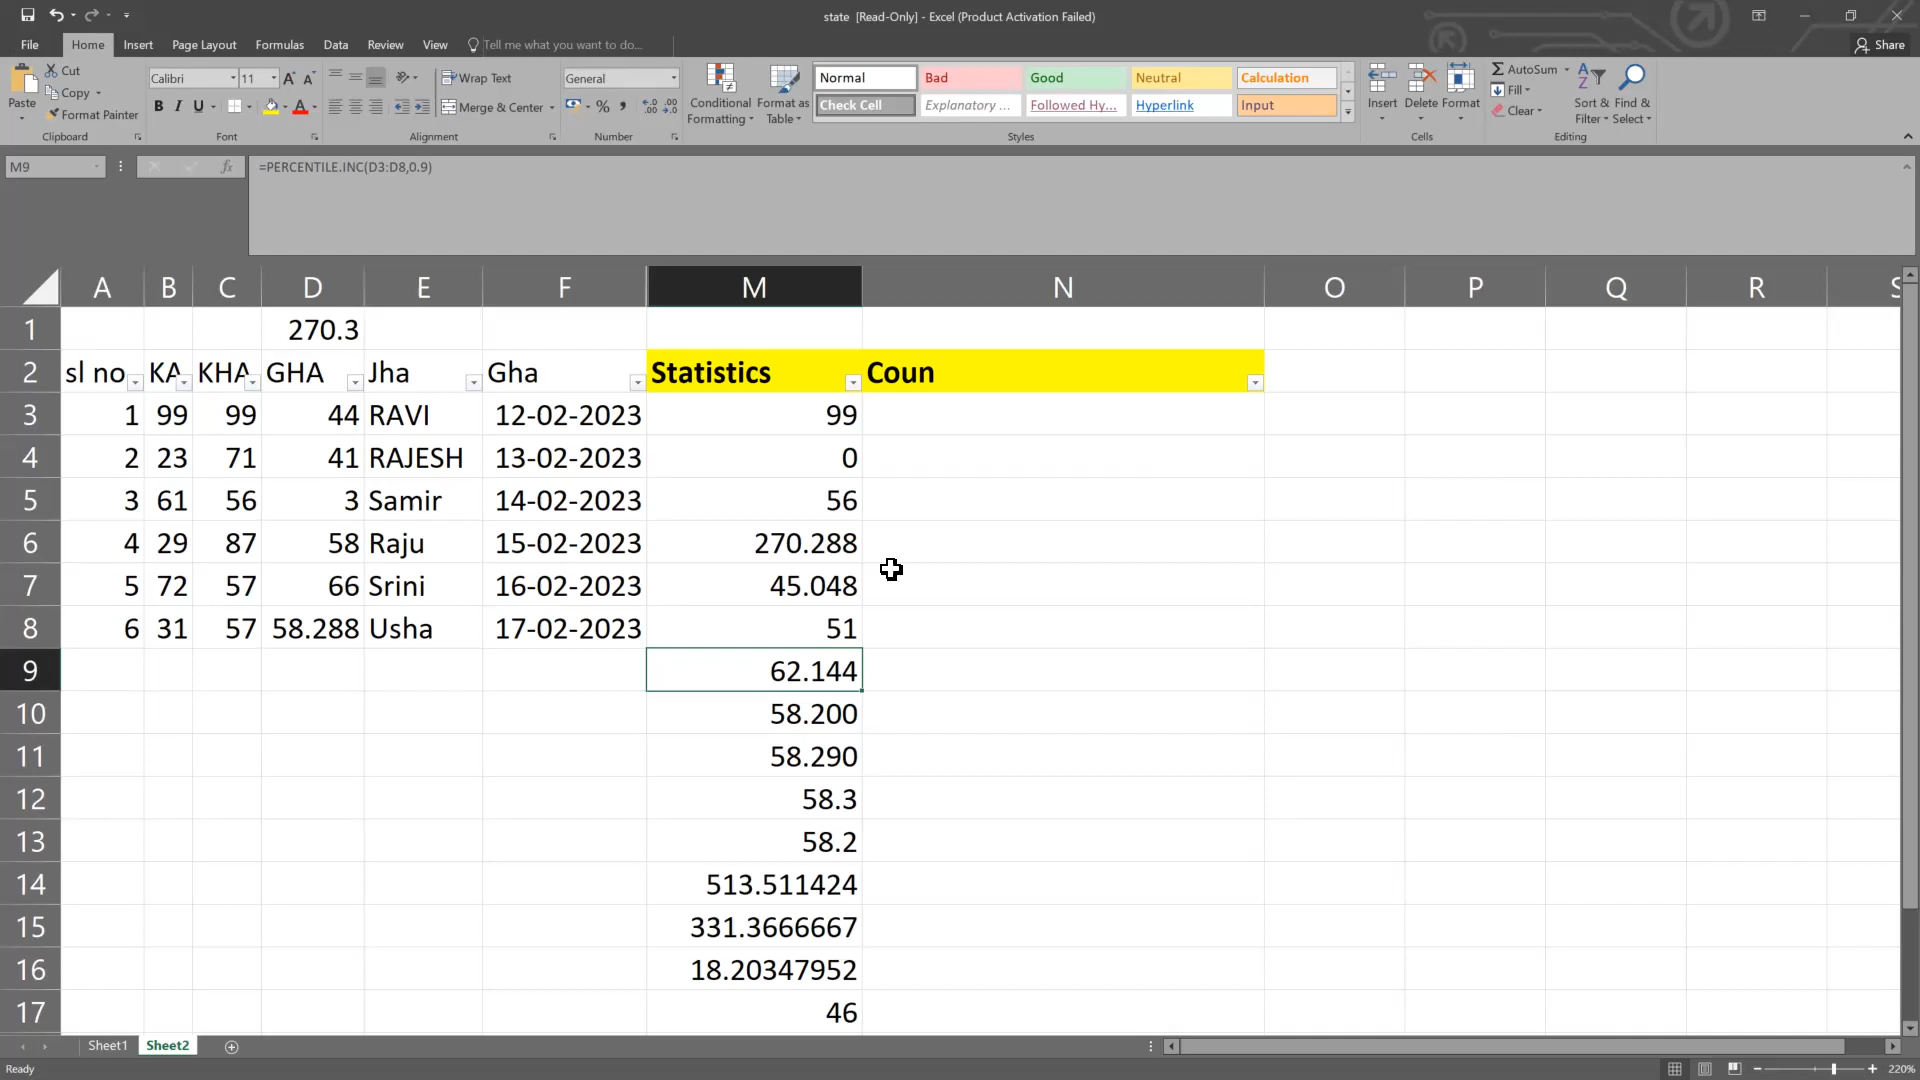 state [Read-Only] - Excel (Product Activation Failed)
File Home Insert Page Layout Formulas Data Review View Tell me what you want to do... Share
Paste Cut Copy Format Painter Clipboard
Calibri 11 A A B I U A Font
Wrap Text Merge & Center Alignment
General % , Number
Conditional Formatting Format as Table
Normal Bad Good Neutral Calculation
Check Cell Explanatory ... Followed Hy... Hyperlink Input
Styles
Insert Delete Format Cells
AutoSum Fill Clear Sort & Filter Find & Select Editing
M9 fx =PERCENTILE.INC(D3:D8,0.9)
A B C D E F M N O P Q R S
1 270.3
2 sl no KA KHA GHA Jha Gha Statistics Coun
3 1 99 99 44 RAVI 12-02-2023 99
4 2 23 71 41 RAJESH 13-02-2023 0
5 3 61 56 3 Samir 14-02-2023 56
6 4 29 87 58 Raju 15-02-2023 270.288
7 5 72 57 66 Srini 16-02-2023 45.048
8 6 31 57 58.288 Usha 17-02-2023 51
9 62.144
10 58.200
11 58.290
12 58.3
13 58.2
14 513.511424
15 331.3666667
16 18.20347952
17 46
Sheet1 Sheet2
Ready 220%